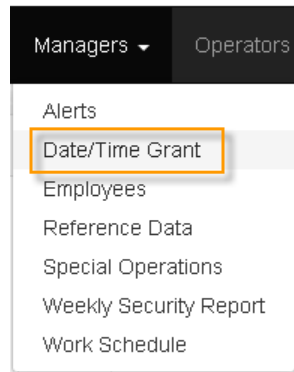 Managers Operators
Alerts
Date/Time Grant
Employees
Reference Data
Special Operations
Weekly Security Report
Work Schedule